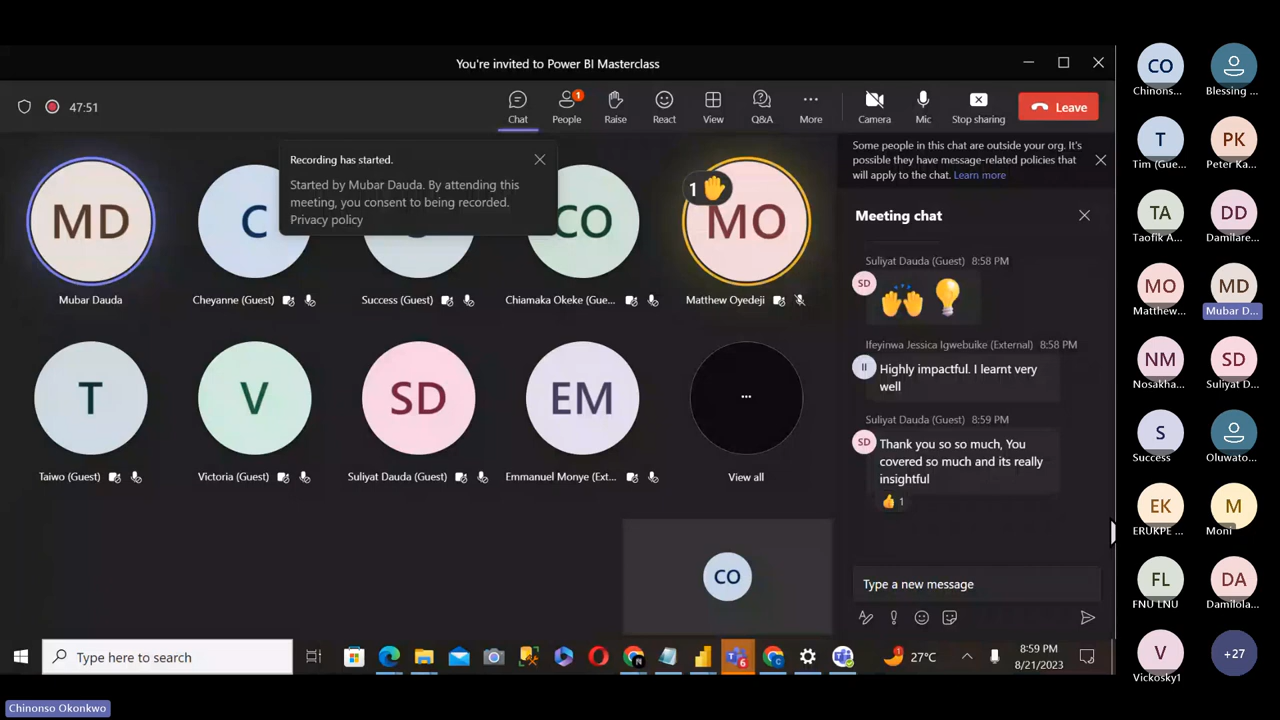 You're invited to Power BI Masterclass
47:51
Chat
1
People
Raise
React
View
Q&A
More
Camera
Mic
Stop sharing
Leave
Recording has started.
Started by Mubar Dauda. By attending this
meeting, you consent to being recorded.
Privacy policy
MD
C
CO
1
MO
Mubar Dauda
Cheyanne (Guest)
Success (Guest)
Chiamaka Okeke (Gue...
Matthew Oyedeji
T
V
SD
EM
...
Taiwo (Guest)
Victoria (Guest)
Suliyat Dauda (Guest)
Emmanuel Monye (Ext...
View all
CO
Some people in this chat are outside your org. It's
possible they have message-related policies that
will apply to the chat. Learn more
Meeting chat
Suliyat Dauda (Guest) 8:58 PM
SD
Ifeyinwa Jessica Igwebuike (External) 8:58 PM
II
Highly impactful. I learnt very
well
Suliyat Dauda (Guest) 8:59 PM
SD
Thank you so so much, You
covered so much and its really
insightful
1
Type a new message
Type here to search
27°C
8:59 PM
8/21/2023
Chinonso Okonkwo
CO
Chinons...
Blessing ...
T
Tim (Gue...
PK
Peter Ka...
TA
Taofik A...
DD
Damilare...
MO
Matthew...
MD
Mubar D...
NM
Nosakha...
SD
Suliyat D...
S
Success
Oluwato...
EK
ERUKPE ...
M
Moni
FL
FNU LNU
DA
Damilola...
V
Vickosky1
+27